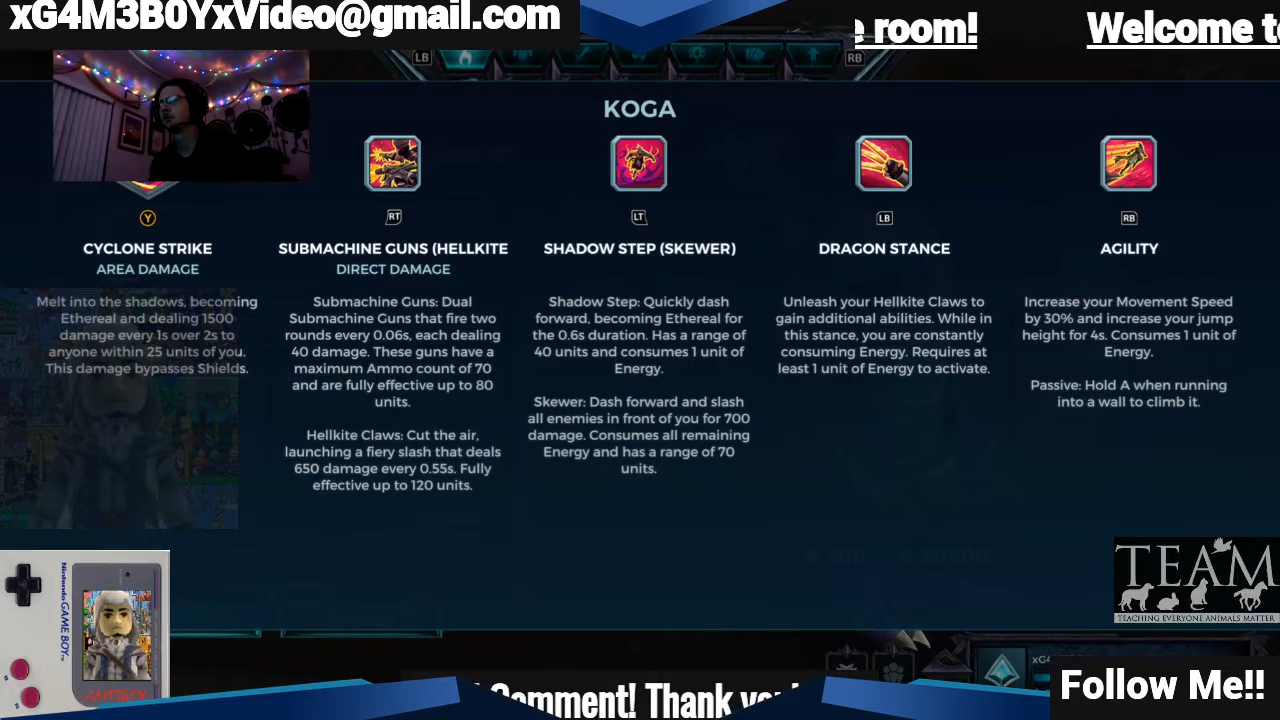 xG4M3B0YxVideo@gmail.com
e room!
Welcome to
LB
RB
KOGA
Y
RT
LT
LB
RB
CYCLONE STRIKE
AREA DAMAGE
Melt into the shadows, becoming
Ethereal and dealing 1500
damage every 1s over 2s to
anyone within 25 units of you.
This damage bypasses Shields.
SUBMACHINE GUNS (HELLKITE
DIRECT DAMAGE
Submachine Guns: Dual
Submachine Guns that fire two
rounds every 0.06s, each dealing
40 damage. These guns have a
maximum Ammo count of 70
and are fully effective up to 80
units.
Hellkite Claws: Cut the air,
launching a fiery slash that deals
650 damage every 0.55s. Fully
effective up to 120 units.
SHADOW STEP (SKEWER)
Shadow Step: Quickly dash
forward, becoming Ethereal for
the 0.6s duration. Has a range of
40 units and consumes 1 unit of
Energy.
Skewer: Dash forward and slash
all enemies in front of you for 700
damage. Consumes all remaining
Energy and has a range of 70
units.
DRAGON STANCE
Unleash your Hellkite Claws to
gain additional abilities. While in
this stance, you are constantly
consuming Energy. Requires at
least 1 unit of Energy to activate.
AGILITY
Increase your Movement Speed
by 30% and increase your jump
height for 4s. Consumes 1 unit of
Energy.
Passive: Hold A when running
into a wall to climb it.
Nintendo GAME BOY™
TEAM
TEACHING EVERYONE ANIMALS MATTER
xG4
Comment! Thank you!
Follow Me!!